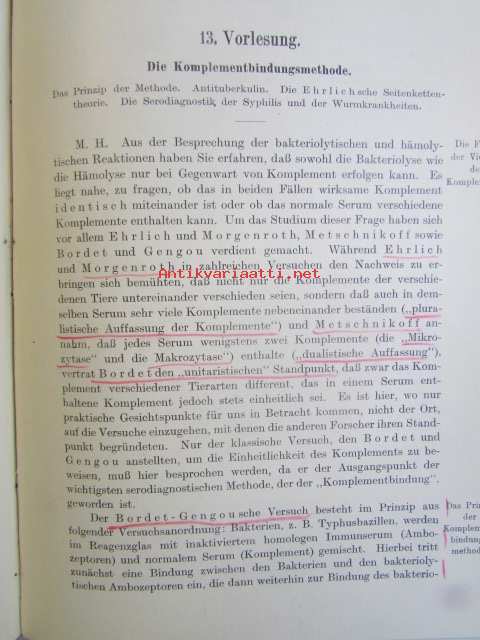 13. Vorlesung.
Die Komplementbindungsmethode.
Das Prinzip der Methode. Antituberkulin. Die Ehrlichsche Seitenketten-
theorie. Die Serodiagnostik der Syphilis und der Wurmkrankheiten.
M. H. Aus der Besprechung der bakteriolytischen und hämoly-
tischen Reaktionen haben Sie erfahren, daß sowohl die Bakteriolyse wie
die Hämolyse nur bei Gegenwart von Komplement erfolgen kann. Es
liegt nahe, zu fragen, ob das in beiden Fällen wirksame Komplement
identisch miteinander ist oder ob das normale Serum verschiedene
Komplemente enthalten kann. Um das Studium dieser Frage haben sich
vor allem Ehrlich und Morgenroth, Metschnikoff sowie
Bordet und Gengou verdient gemacht. Während Ehrlich
und Morgenroth in zahlreichen Versuchen den Nachweis zu er-
bringen sich bemühten, daß nicht nur die Komplemente der verschie-
denen Tiere untereinander verschieden seien, sondern daß auch in dem-
selben Serum sehr viele Komplemente nebeneinander beständen („plura-
listische Auffassung der Komplemente“) und Metschnikoff an-
nahm, daß jedes Serum wenigstens zwei Komplemente (die „Mikro-
zytase“ und die Makrozytase“) enthalte („dualistische Auffassung“),
vertrat Bordet den „unitaristischen“ Standpunkt, daß zwar das Kom-
plement verschiedener Tierarten different, das in einem Serum ent-
haltene Komplement jedoch stets einheitlich sei. Es ist hier, wo nur
praktische Gesichtspunkte für uns in Betracht kommen, nicht der Ort,
auf die Versuche einzugehen, mit denen die anderen Forscher ihren Stand-
punkt begründeten. Nur der klassische Versuch, den Bordet und
Gengou anstellten, um die Einheitlichkeit des Komplements zu be-
weisen, muß hier besprochen werden, da er der Ausgangspunkt der
wichtigsten serodiagnostischen Methode, der der „Komplementbindung“,
geworden ist.
Der Bordet-Gengousche Versuch besteht im Prinzip aus
folgender Versuchsanordnung: Bakterien, z. B. Typhusbazillen, werden
im Reagenzglas mit inaktiviertem homologen Immunserum (Ambo-
zeptoren) und normalem Serum (Komplement) gemischt. Hierbei tritt
zunächst eine Bindung zwischen den Bakterien und den bakterioly-
tischen Ambozeptoren ein, die dann weiterhin zur Bindung des bakterio-
Die F
der Vie
des
Komplem
Das Prin
der
Komplem
bindung
method
Antikvariaatti.net